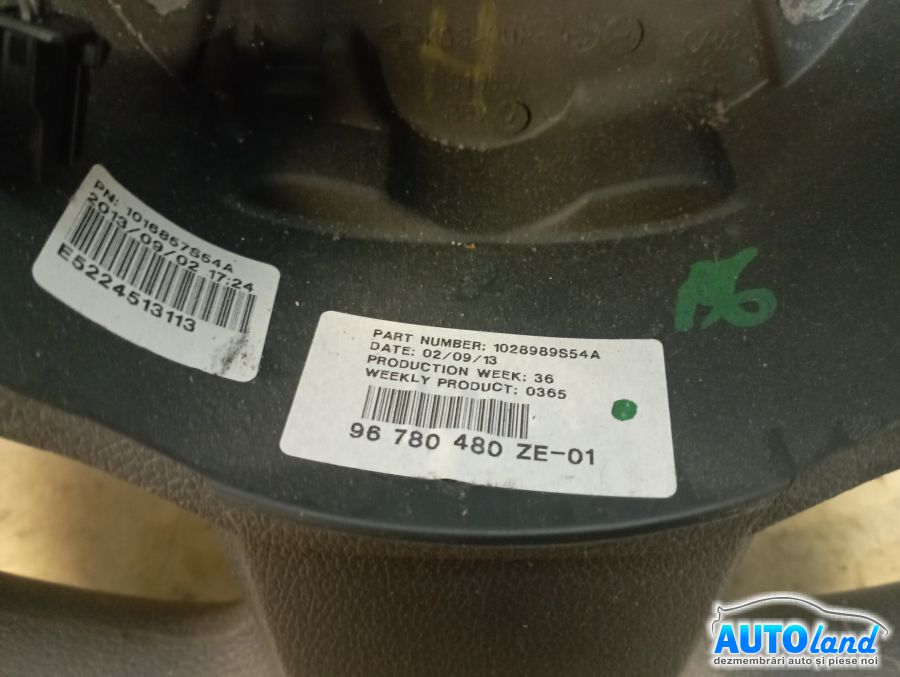 PN: 1016857S54A
2013/09/02 17:24
E5224513113
PART NUMBER: 1028989S54A
DATE: 02/09/13
PRODUCTION WEEK: 36
WEEKLY PRODUCT: 0365
96 780 480 ZE-01
AUTOland
dezmembrări auto și piese noi